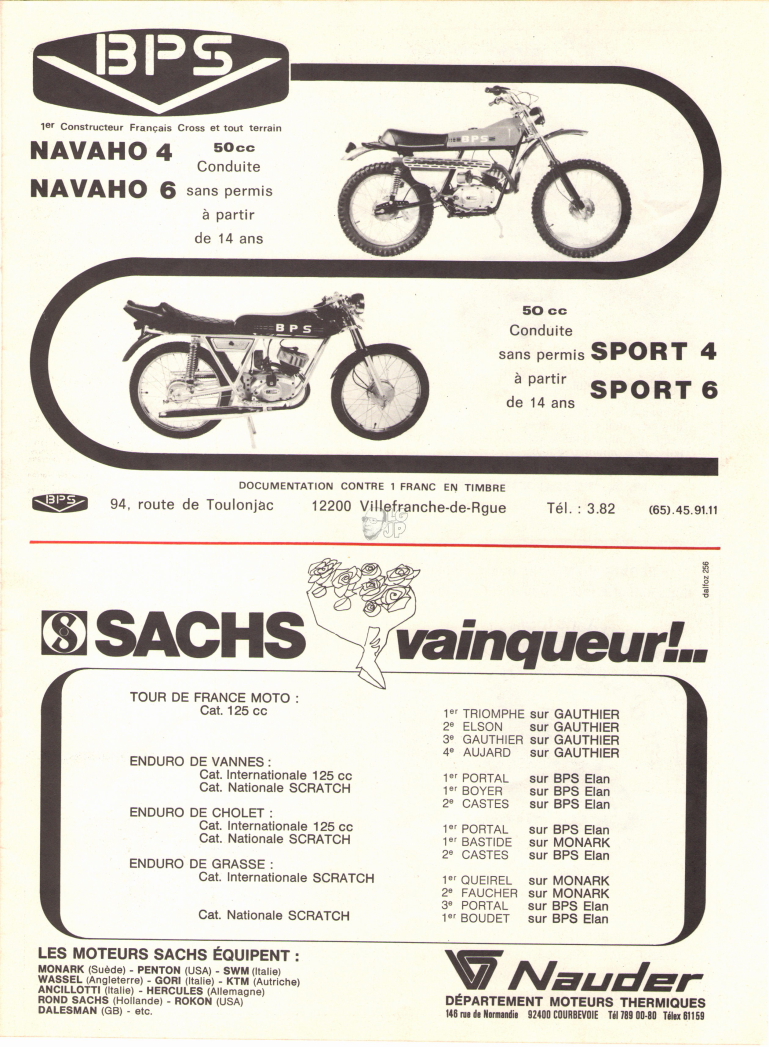 BPS
1er Constructeur Français Cross et tout terrain
NAVAHO 4
NAVAHO 6
50cc
Conduite
sans permis
à partir
de 14 ans
BPS
BPS
50 cc
Conduite
sans permis
à partir
de 14 ans
SPORT 4
SPORT 6
DOCUMENTATION CONTRE 1 FRANC EN TIMBRE
BPS 94, route de Toulonjac 12200 Villefranche-de-Rgue Tél. : 3.82 (65).45.91.11
LG
JP
dalfoz 256
S SACHS vainqueur!...
TOUR DE FRANCE MOTO :
Cat. 125 cc 1er TRIOMPHE sur GAUTHIER
2e ELSON sur GAUTHIER
3e GAUTHIER sur GAUTHIER
4e AUJARD sur GAUTHIER
ENDURO DE VANNES :
Cat. Internationale 125 cc 1er PORTAL sur BPS Elan
Cat. Nationale SCRATCH 1er BOYER sur BPS Elan
2e CASTES sur BPS Elan
ENDURO DE CHOLET :
Cat. Internationale 125 cc 1er PORTAL sur BPS Elan
Cat. Nationale SCRATCH 1er BASTIDE sur MONARK
2e CASTES sur BPS Elan
ENDURO DE GRASSE :
Cat. Internationale SCRATCH 1er QUEIREL sur MONARK
2e FAUCHER sur MONARK
3e PORTAL sur BPS Elan
Cat. Nationale SCRATCH 1er BOUDET sur BPS Elan
LES MOTEURS SACHS ÉQUIPENT :
MONARK (Suède) - PENTON (USA) - SWM (Italie)
WASSEL (Angleterre) - GORI (Italie) - KTM (Autriche)
ANCILLOTTI (Italie) - HERCULES (Allemagne)
ROND SACHS (Hollande) - ROKON (USA)
DALESMAN (GB) - etc.
Nauder
DÉPARTEMENT MOTEURS THERMIQUES
146 rue de Normandie 92400 COURBEVOIE Tél 789 00-80 Télex 61159